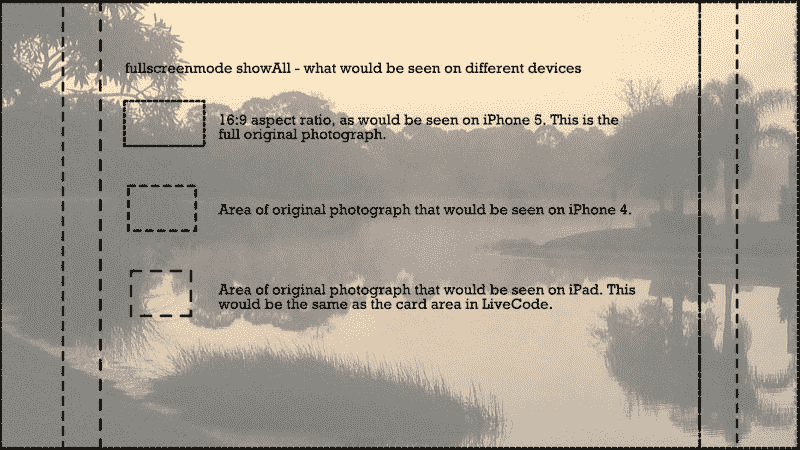 fullscreenmode showAll - what would be seen on different devices
16:9 aspect ratio, as would be seen on iPhone 5. This is the
full original photograph.
Area of original photograph that would be seen on iPhone 4.
Area of original photograph that would be seen on iPad. This
would be the same as the card area in LiveCode.